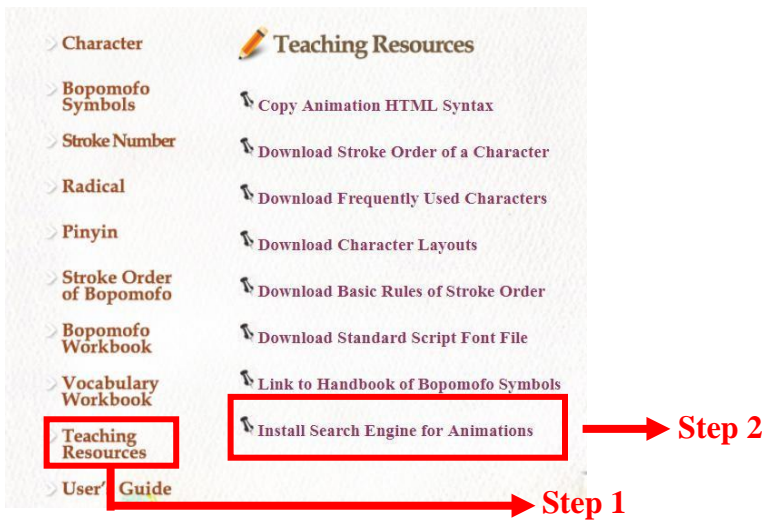 Character
Bopomofo
Symbols
Stroke Number
Radical
Pinyin
Stroke Order
of Bopomofo
Bopomofo
Workbook
Vocabulary
Workbook
Teaching
Resources
User's Guide
Teaching Resources
Copy Animation HTML Syntax
Download Stroke Order of a Character
Download Frequently Used Characters
Download Character Layouts
Download Basic Rules of Stroke Order
Download Standard Script Font File
Link to Handbook of Bopomofo Symbols
Install Search Engine for Animations
Step 2
Step 1